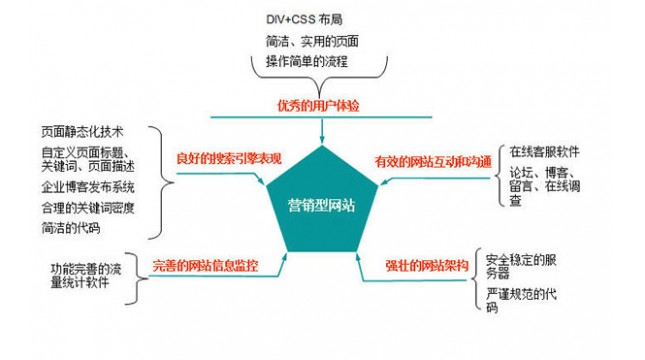 DIV+CSS 布局
简洁、实用的页面
操作简单的流程
优秀的用户体验
页面静态化技术
自定义页面标题、
关键词、页面描述
企业博客发布系统
合理的关键词密度
简洁的代码
良好的搜索引擎表现
有效的网站互动和沟通
在线客服软件
论坛、博客、
留言、在线调
查
营销型网站
功能完善的流
量统计软件
完善的网站信息监控
强壮的网站架构
安全稳定的服
务器
严谨规范的代
码